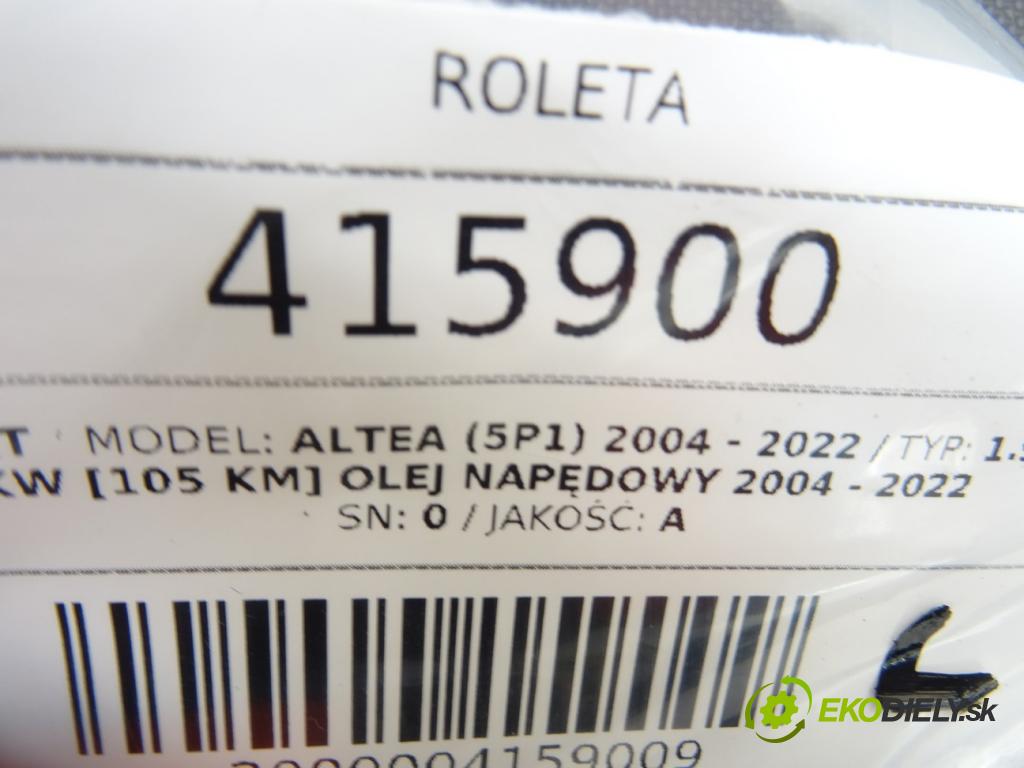 ROLETA
415900
MODEL: ALTEA (5P1) 2004 - 2022 / TYP:
[105 KM] OLEJ NAPĘDOWY 2004 - 2022
SN: 0 / JAKOŚĆ: A
EKODIELY.sk